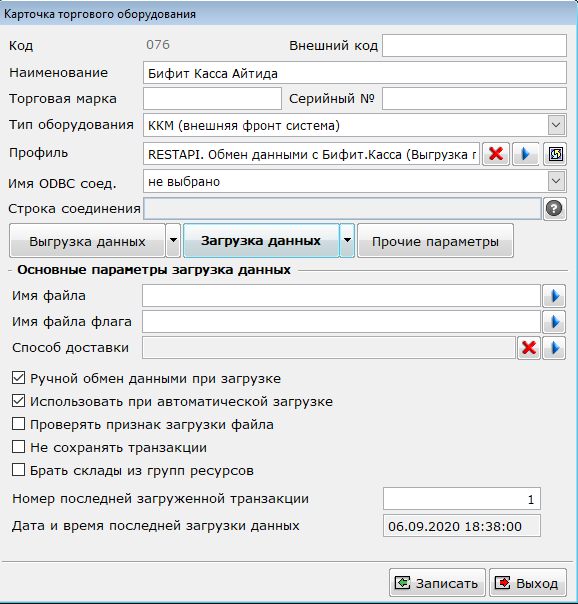 Карточка торгового оборудования
Код 076 Внешний код
Наименование Бифит Касса Айтида
Торговая марка Серийный №
Тип оборудования ККМ (внешняя фронт система)
Профиль RESTAPI. Обмен данными с Бифит.Касса (Выгрузка
Имя ODBC соед. не выбрано
Строка соединения ?
Выгрузка данных Загрузка данных Прочие параметры
Основные параметры загрузка данных
Имя файла
Имя файла флага
Способ доставки
Ручной обмен данными при загрузке
Использовать при автоматической загрузке
Проверять признак загрузки файла
Не сохранять транзакции
Брать склады из групп ресурсов
Номер последней загруженной транзакции 1
Дата и время последней загрузки данных 06.09.2020 18:38:00
Записать Выход